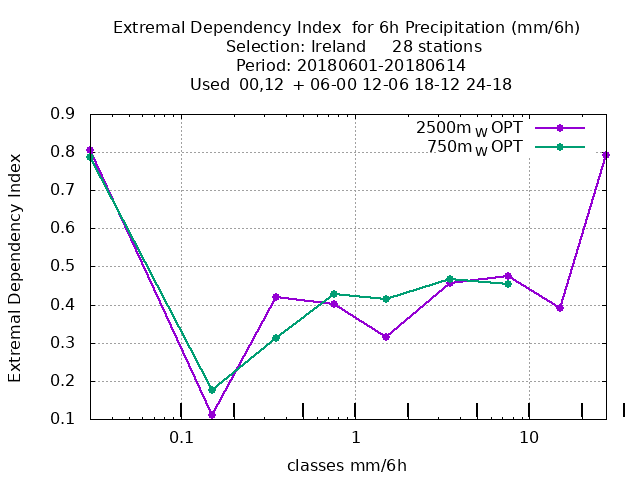 Extremal Dependency Index  for 6h Precipitation (mm/6h)
Selection: Ireland     28 stations
Period: 20180601-20180614
Used  00,12  + 06-00 12-06 18-12 24-18
2500m W OPT
750m W OPT
0.9
0.8
0.7
0.6
0.5
0.4
0.3
0.2
0.1
Extremal Dependency Index
0.1 1 10
classes mm/6h